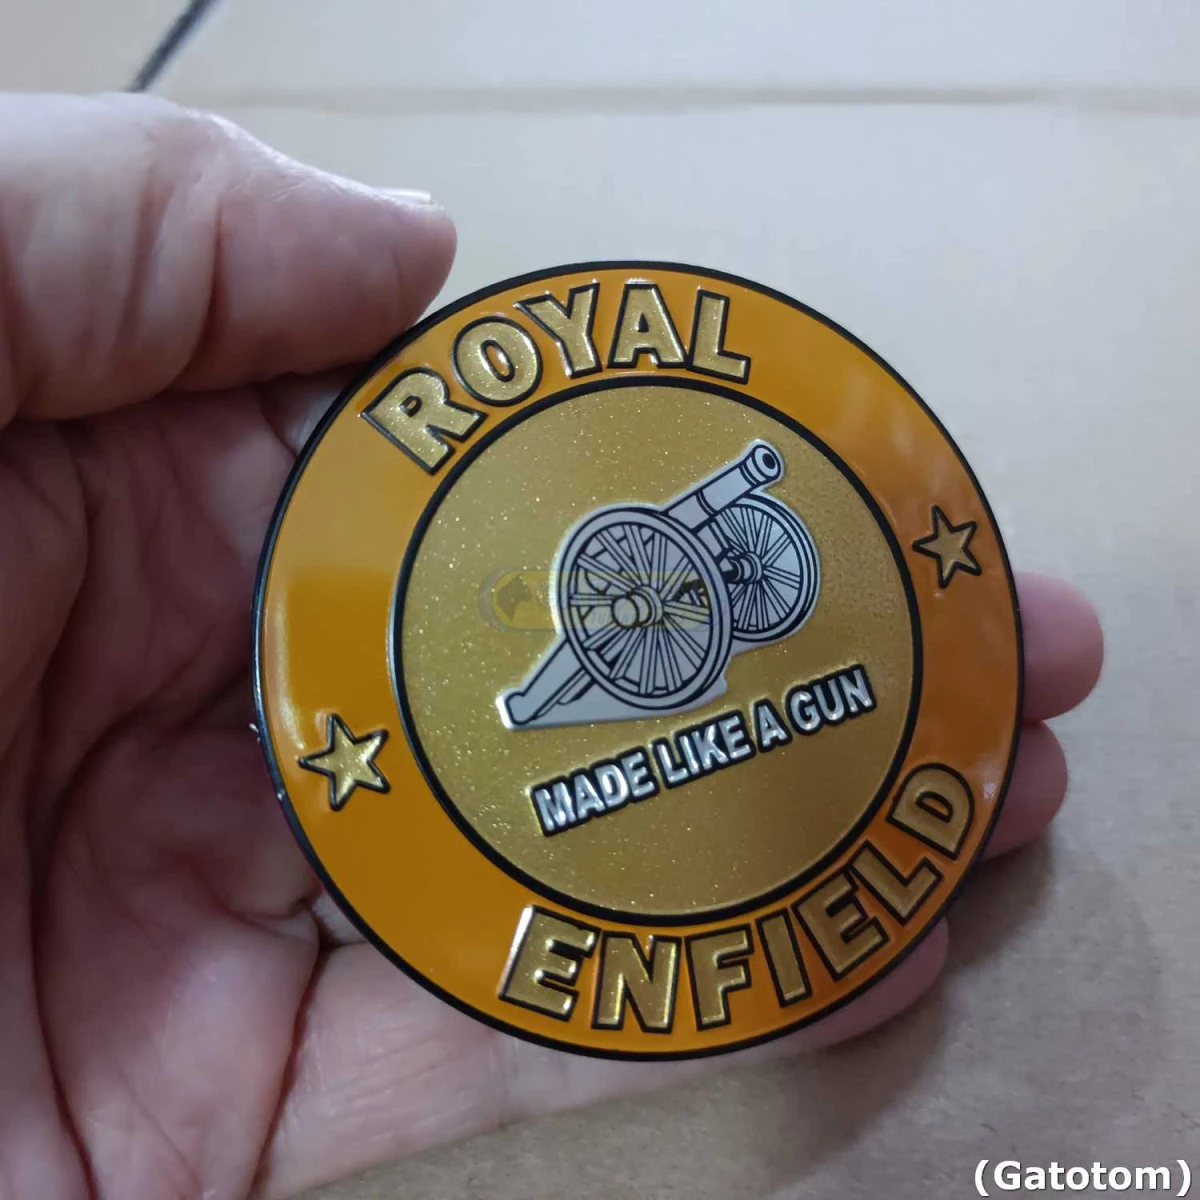 ROYAL
MADE LIKE A GUN
ENFIELD
(Gatotom)